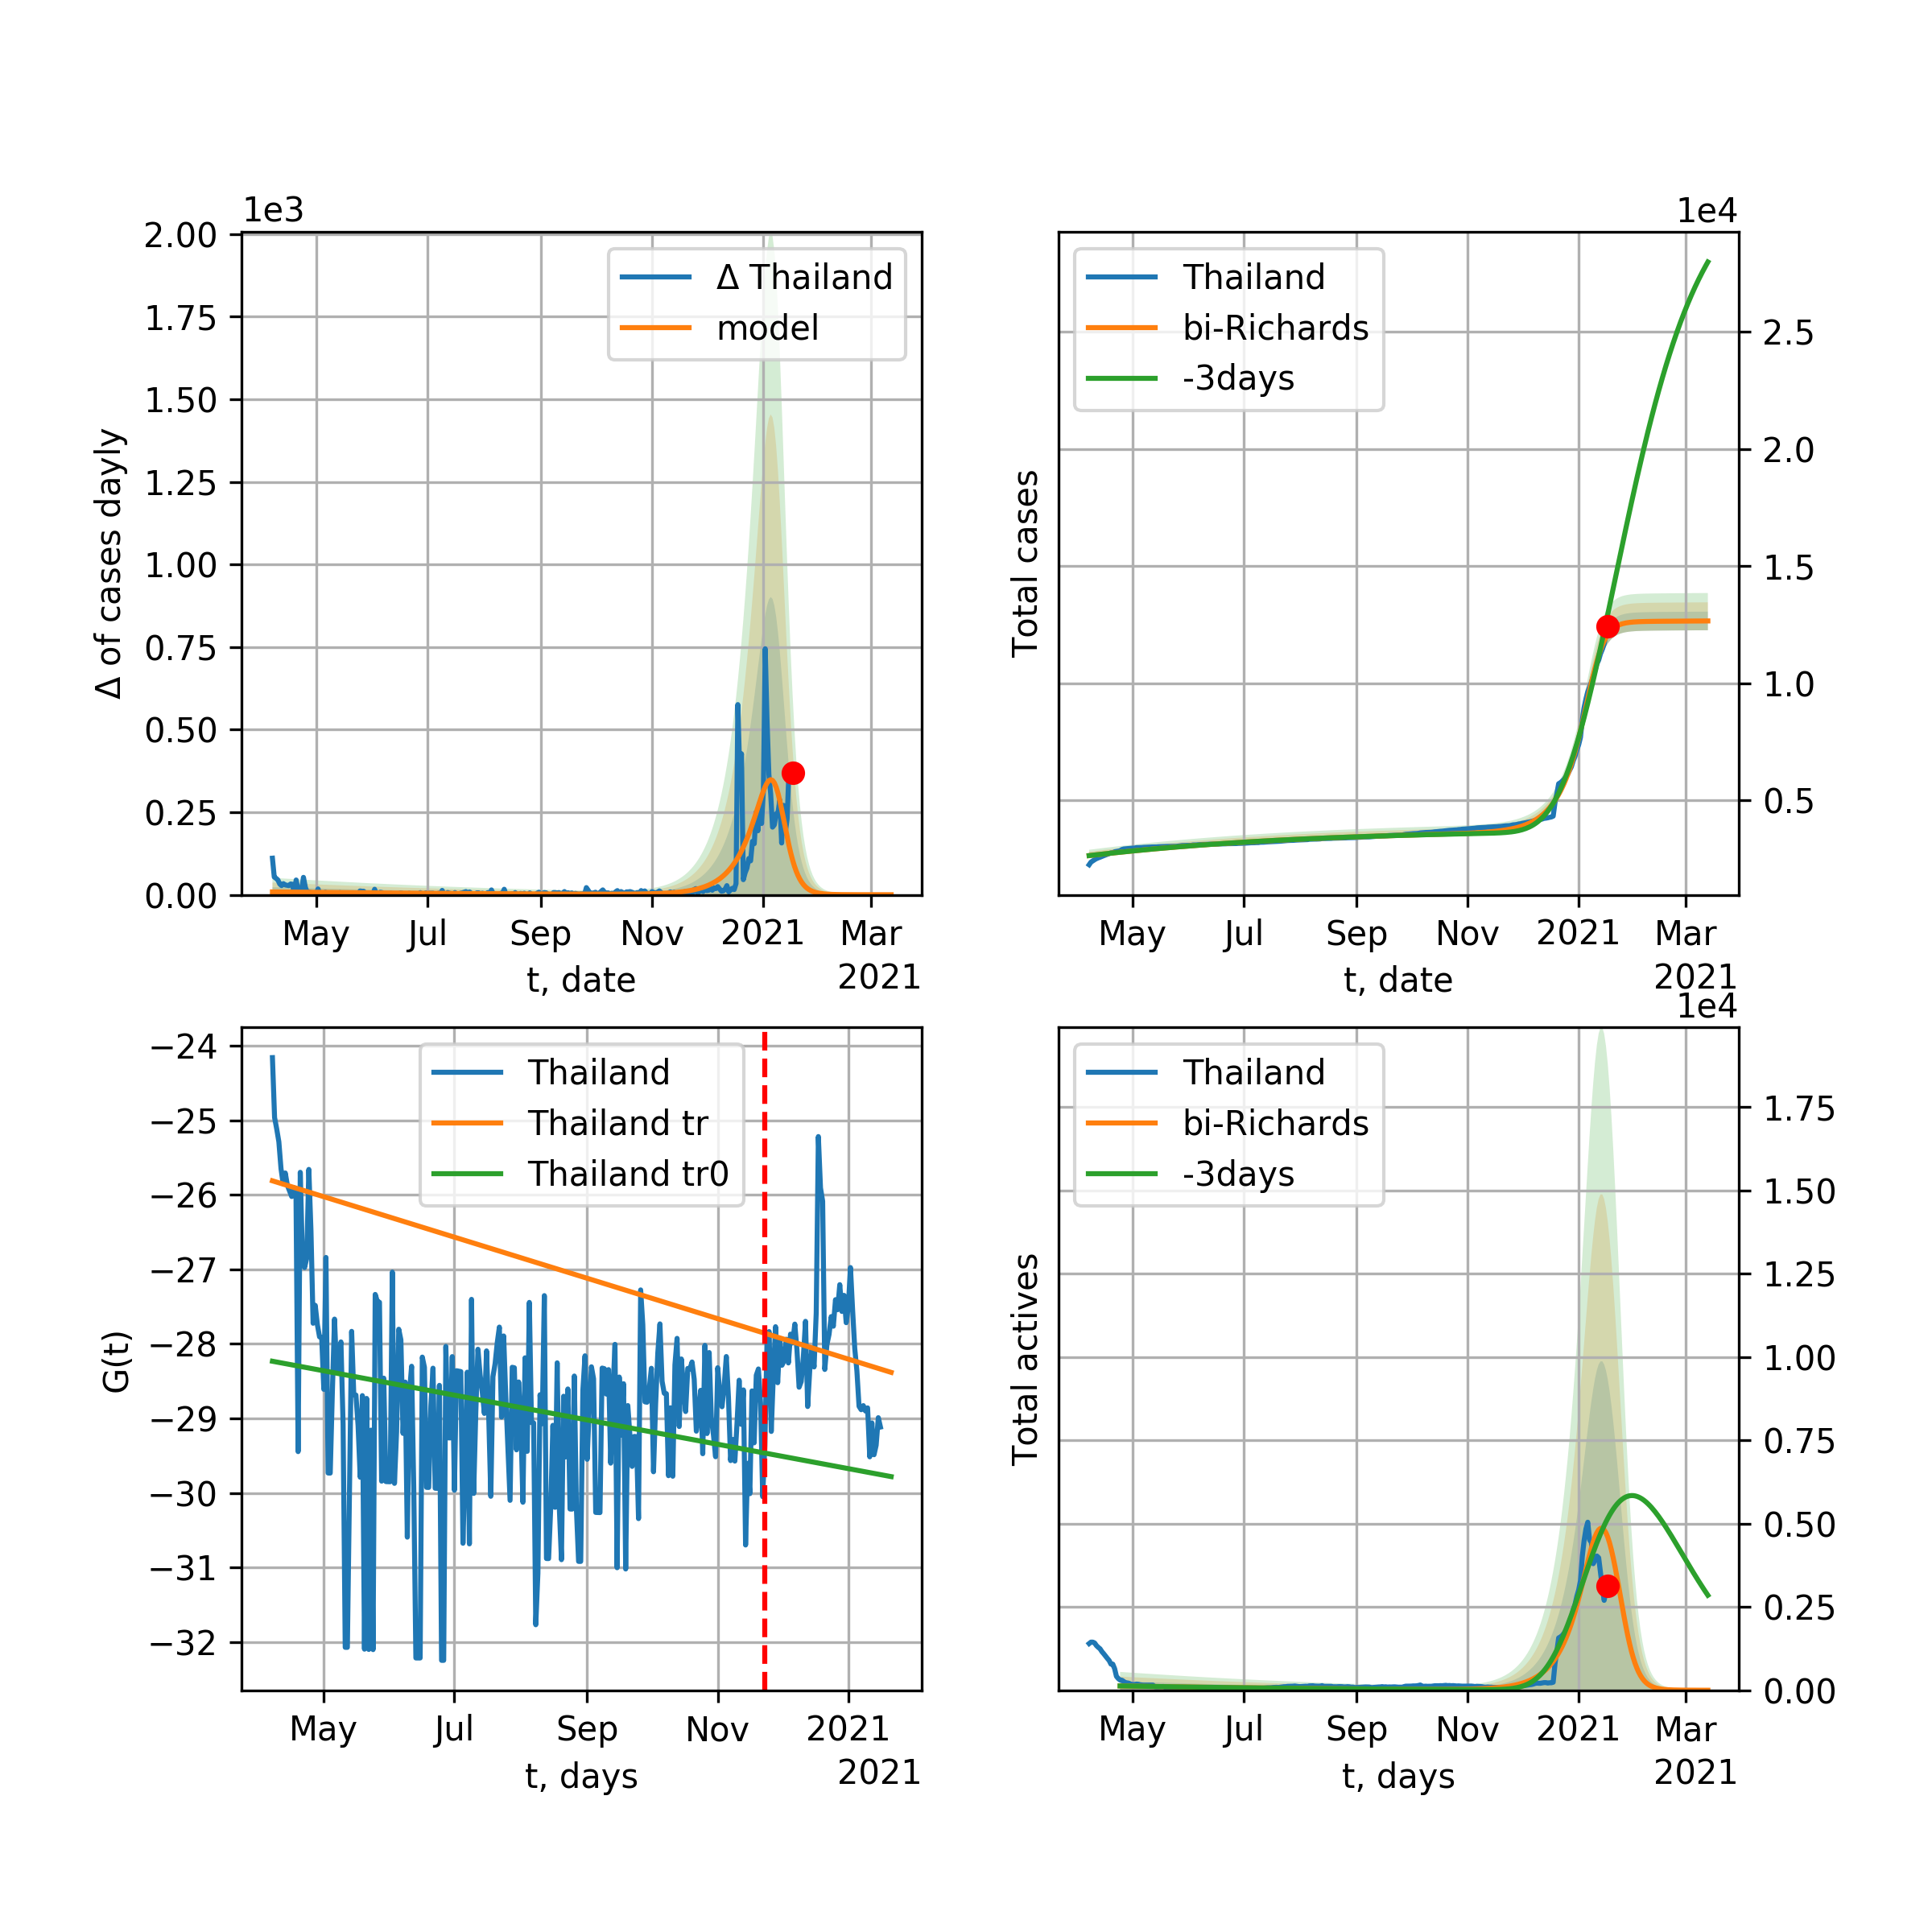 1e3
2.00
1.75
1.50
1.25
1.00
0.75
0.50
0.25
0.00
Δ of cases dayly
Δ Thailand
model
May Jul Sep Nov 2021 Mar
t, date
2021
1e4
2.5
2.0
1.5
1.0
0.5
Total cases
Thailand
bi-Richards
-3days
May Jul Sep Nov 2021 Mar
t, date
2021
−24
−25
−26
−27
−28
−29
−30
−31
−32
G(t)
Thailand
Thailand tr
Thailand tr0
May Jul Sep Nov 2021
t, days
2021
1e4
1.75
1.50
1.25
1.00
0.75
0.50
0.25
0.00
Total actives
Thailand
bi-Richards
-3days
May Jul Sep Nov 2021 Mar
t, days
2021